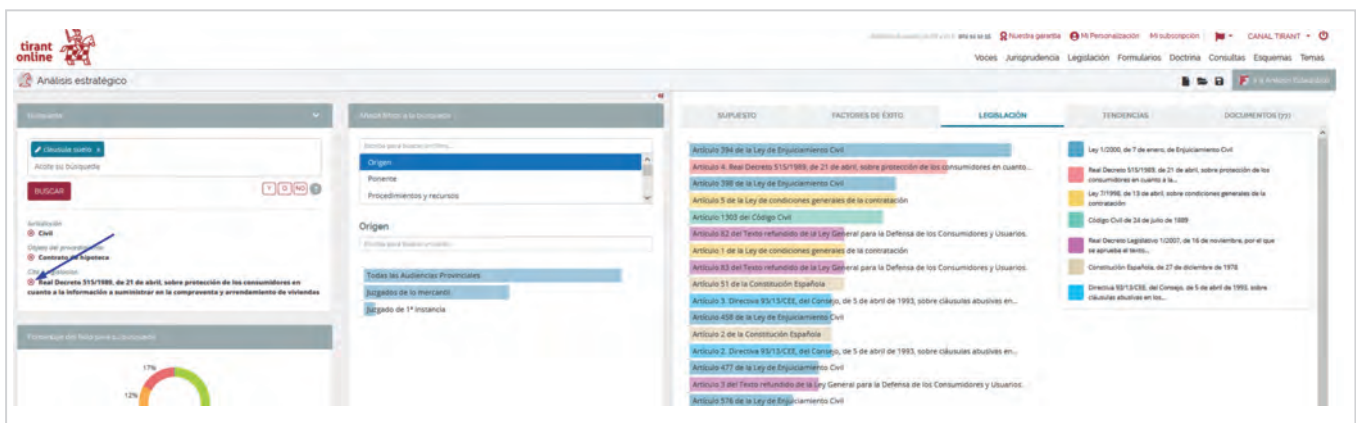 tirant
online
Nuestra garantía
Mi Personalización
Mi subscripción
CANAL TIRANT
Voces Jurisprudencia Legislación Formularios Doctrina Consultas Esquemas Temas
Análisis estratégico
Búsqueda
Cláusula suelo x
Acote su búsqueda
BUSCAR
Y O NO ?
Jurisdicción
Civil
Objeto del procedimiento
Contrato de hipoteca
Real Decreto 515/1989, de 21 de abril, sobre protección de los consumidores en
cuanto a la información a suministrar en la compraventa y arrendamiento de viviendas
17%
12%
Añadir filtros a la búsqueda
Escriba para buscar un filtro...
Origen
Ponente
Procedimientos y recursos
Origen
Todas las Audiencias Provinciales
Juzgados de lo mercantil
Juzgado de 1ª instancia
SUPUESTO FACTORES DE ÉXITO LEGISLACIÓN TENDENCIAS DOCUMENTOS (77)
Artículo 394 de la Ley de Enjuiciamiento Civil
Artículo 4. Real Decreto 515/1989, de 21 de abril, sobre protección de los consumidores en cuanto...
Artículo 398 de la Ley de Enjuiciamiento Civil
Artículo 5 de la Ley de condiciones generales de la contratación
Artículo 1303 del Código Civil
Artículo 82 del Texto refundido de la Ley General para la Defensa de los Consumidores y Usuarios.
Artículo 1 de la Ley de condiciones generales de la contratación
Artículo 83 del Texto refundido de la Ley General para la Defensa de los Consumidores y Usuarios.
Artículo 51 de la Constitución Española
Artículo 3. Directiva 93/13/CEE, del Consejo, de 5 de abril de 1993, sobre cláusulas abusivas en...
Artículo 458 de la Ley de Enjuiciamiento Civil
Artículo 2 de la Constitución Española
Artículo 2. Directiva 93/13/CEE, del Consejo, de 5 de abril de 1993, sobre cláusulas abusivas en...
Artículo 477 de la Ley de Enjuiciamiento Civil
Artículo 3 del Texto refundido de la Ley General para la Defensa de los Consumidores y Usuarios.
Artículo 576 de la Ley de Enjuiciamiento Civil
Ley 1/2000, de 7 de enero, de Enjuiciamiento Civil
Real Decreto 515/1989, de 21 de abril, sobre protección de los
consumidores en cuanto a la...
Ley 7/1998, de 13 de abril, sobre condiciones generales de la
contratación
Código Civil de 24 de julio de 1889
Real Decreto Legislativo 1/2007, de 16 de noviembre, por el que
se aprueba el texto...
Constitución Española, de 27 de diciembre de 1978
Directiva 93/13/CEE, del Consejo, de 5 de abril de 1993, sobre
cláusulas abusivas en los...